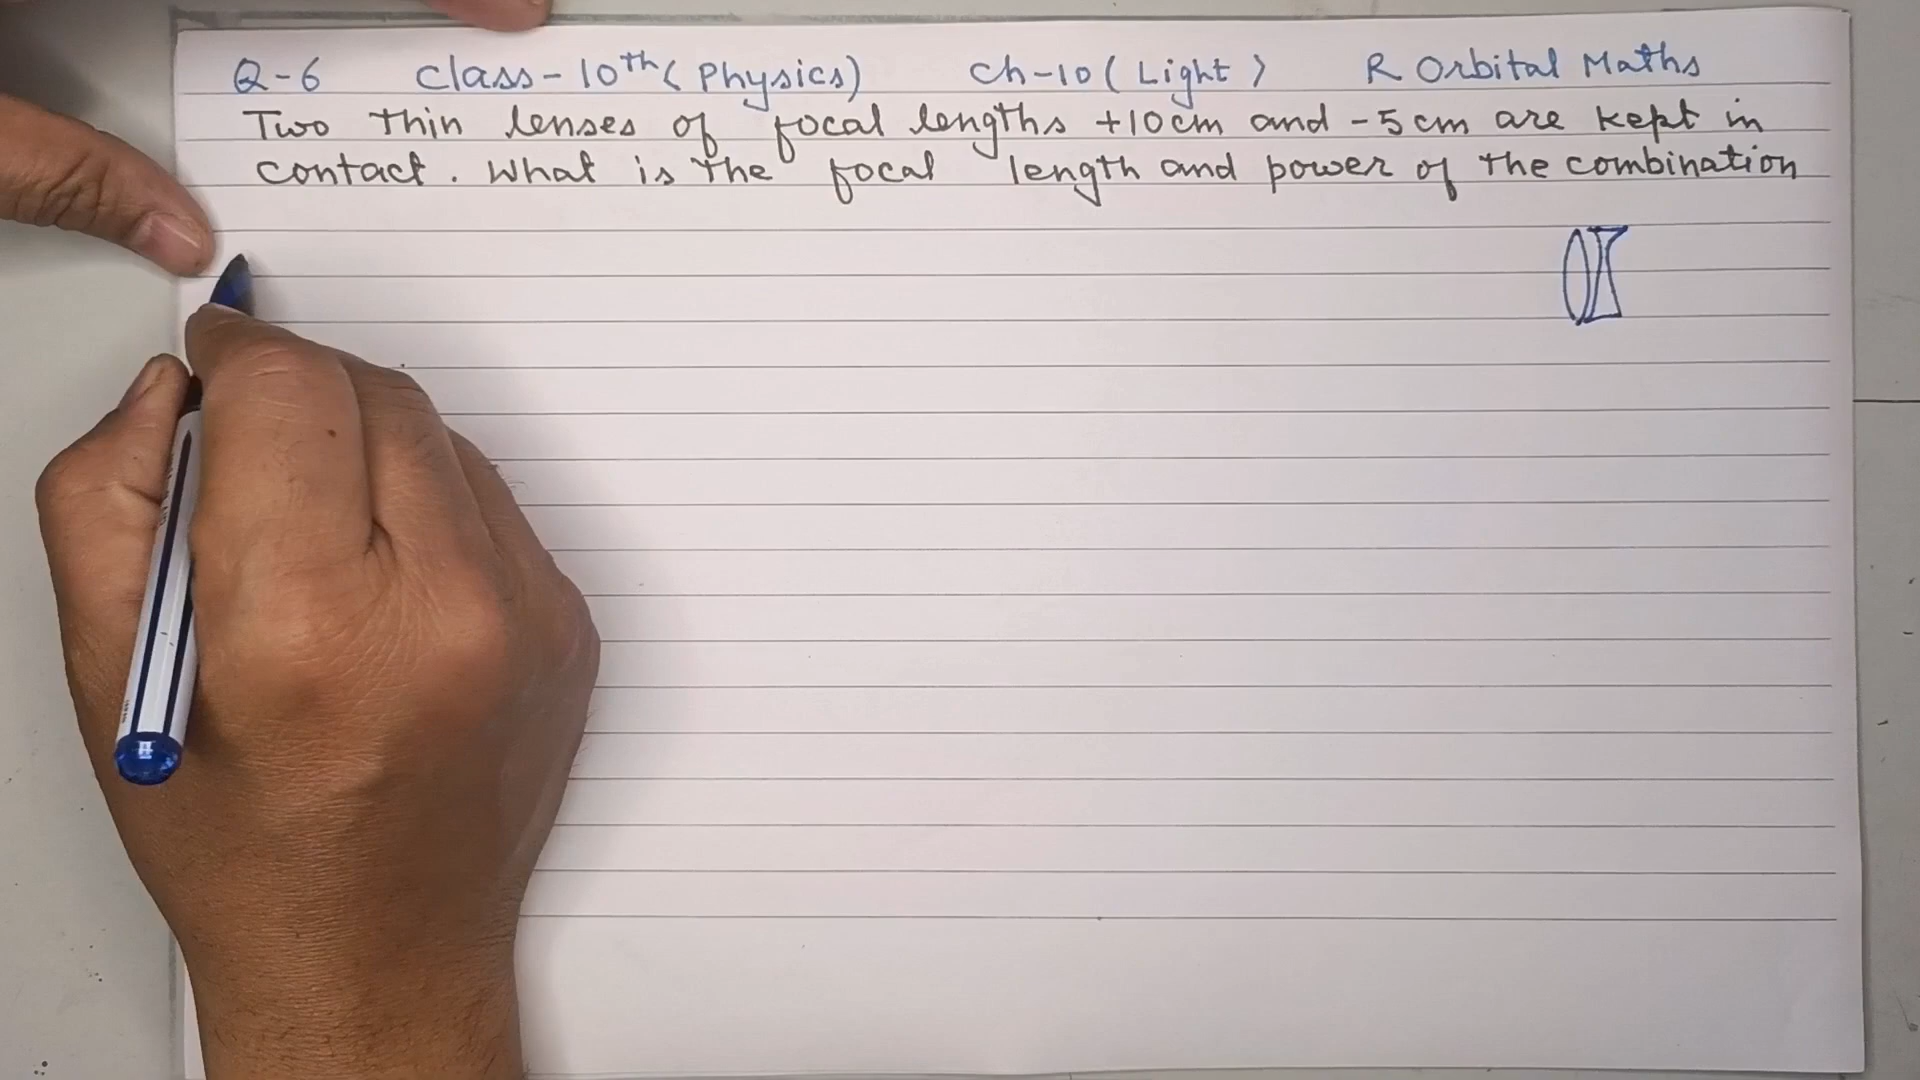 Q-6 Class-10th (Physics) Ch-10 (Light) R Orbital Maths
Two thin lenses of focal lengths +10cm and -5cm are kept in
contact. What is the focal length and power of the combination